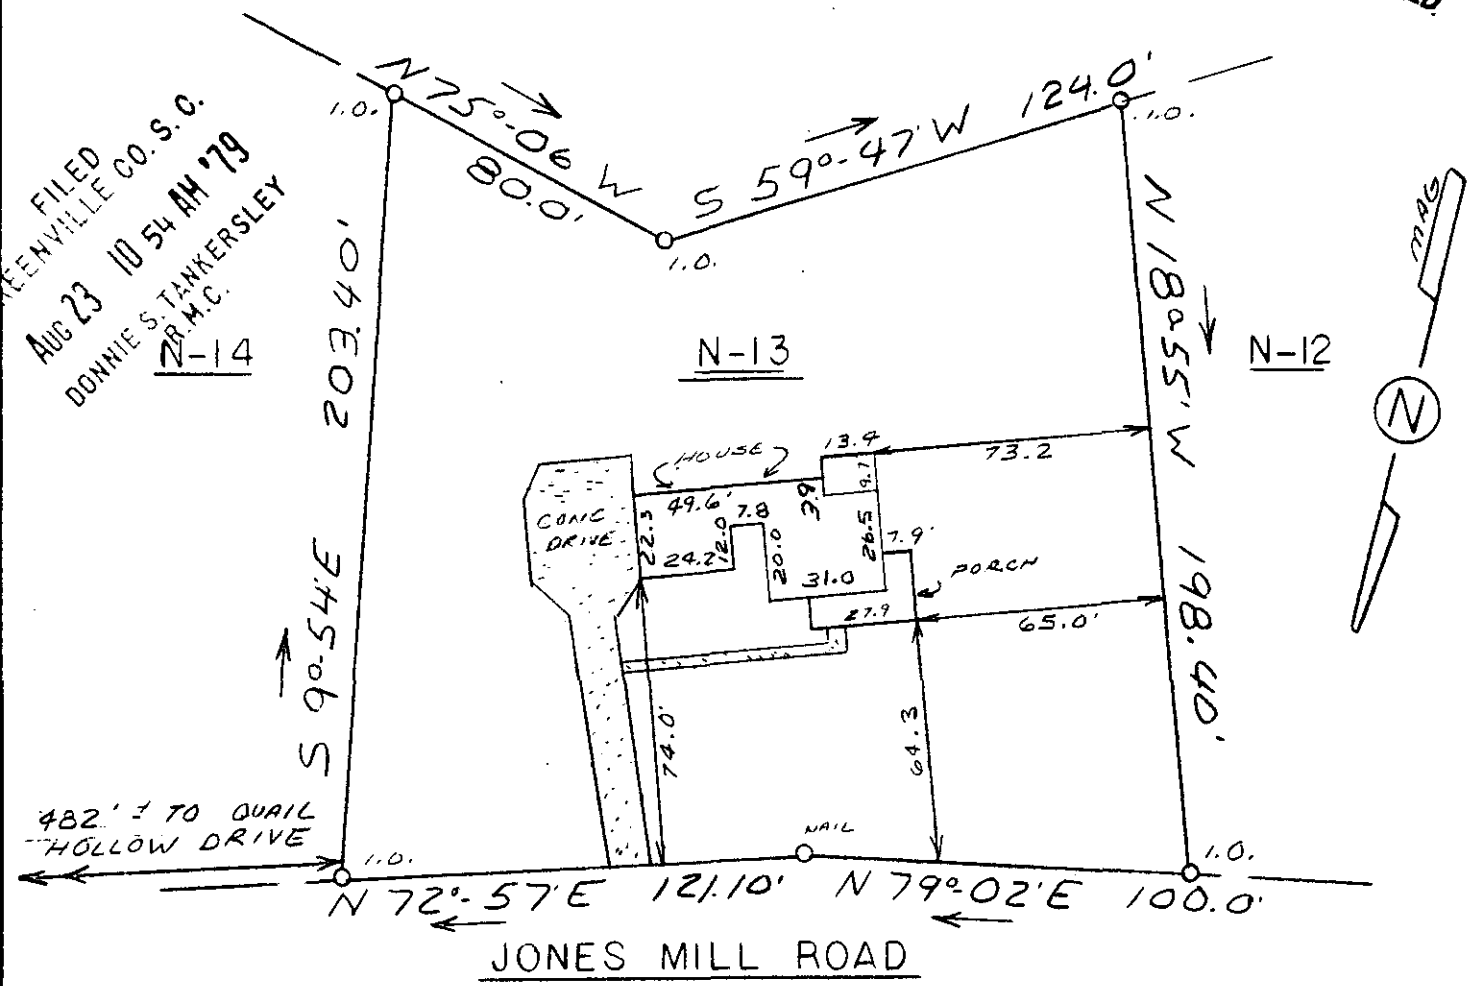 FILED
GREENVILLE CO. S. C.
AUG 23 10 54 AM '79
DONNIE S. TANKERSLEY
R.M.C.
I.O.
N 75°-06 W
80.0'
I.O.
S 59°-47' W 124.0'
I.O.
MAG
N
N-14
N-13
N-12
S 9°-54'E 203.40'
N 18°-55' W 198.40'
HOUSE
13.4
9.7
73.2
49.6'
3.9
7.8
CONC
DRIVE
22.3
24.2
12.0
20.0
26.5
7.9'
31.0
PORCH
27.9
65.0'
74.0'
64.3
482' ± TO QUAIL
HOLLOW DRIVE
I.O.
NAIL
I.O.
N 72°-57'E 121.10' N 79°-02'E 100.0'
JONES MILL ROAD